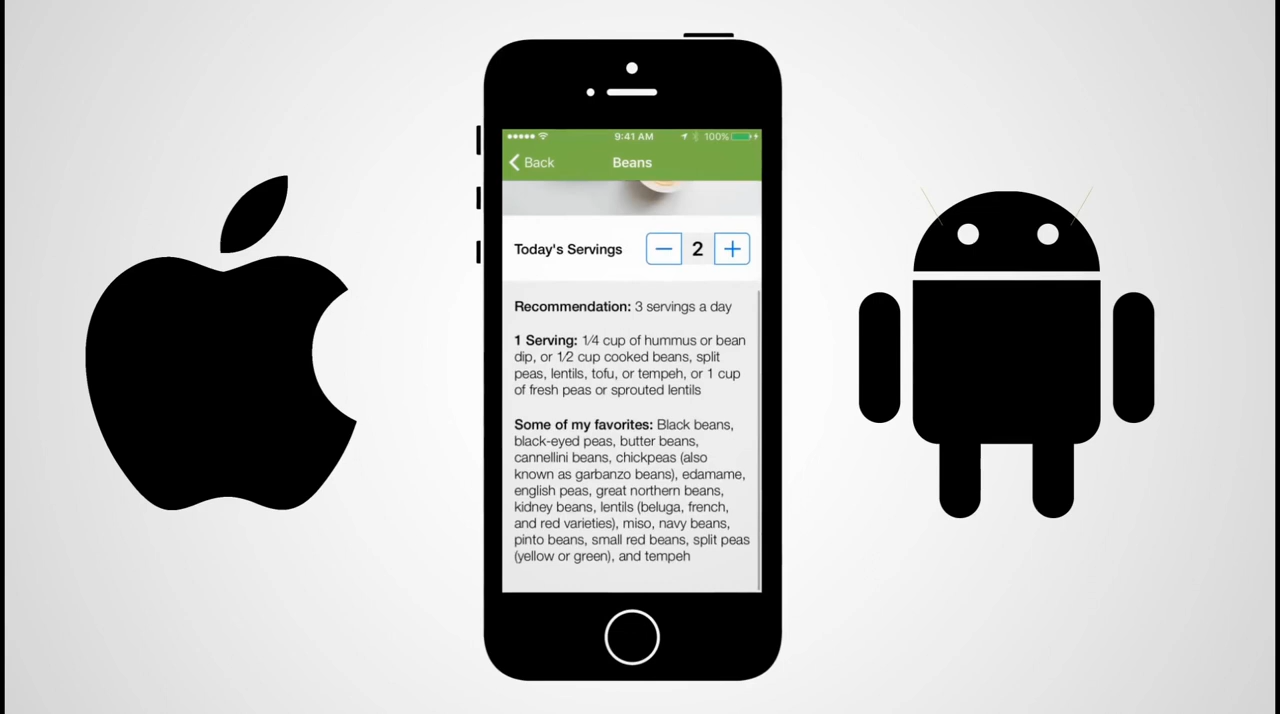 9:41 AM 100%
Back Beans
Today's Servings 2
Recommendation: 3 servings a day
1 Serving: 1/4 cup of hummus or bean
dip, or 1/2 cup cooked beans, split
peas, lentils, tofu, or tempeh, or 1 cup
of fresh peas or sprouted lentils
Some of my favorites: Black beans,
black-eyed peas, butter beans,
cannellini beans, chickpeas (also
known as garbanzo beans), edamame,
english peas, great northern beans,
kidney beans, lentils (beluga, french,
and red varieties), miso, navy beans,
pinto beans, small red beans, split peas
(yellow or green), and tempeh